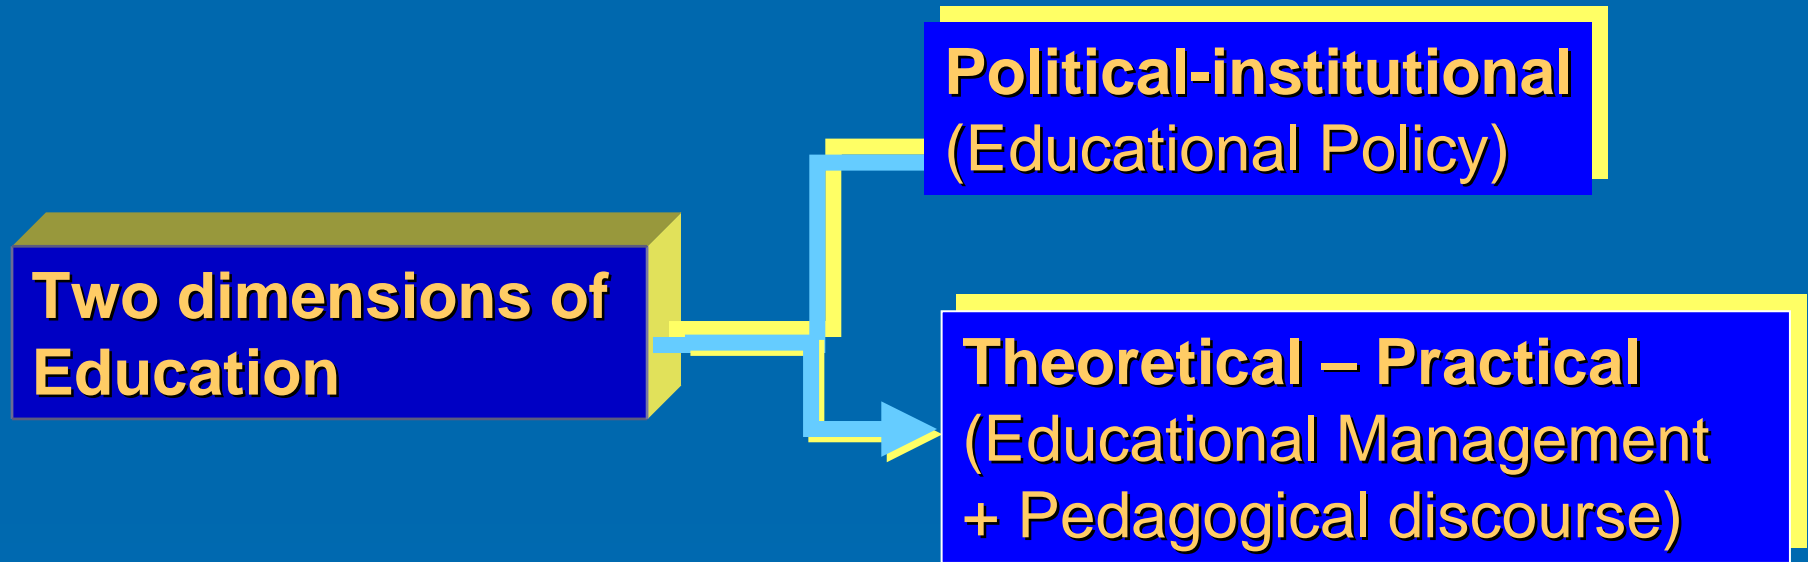 Political-institutional
(Educational Policy)
Two dimensions of
Education
Theoretical – Practical
(Educational Management
+ Pedagogical discourse)